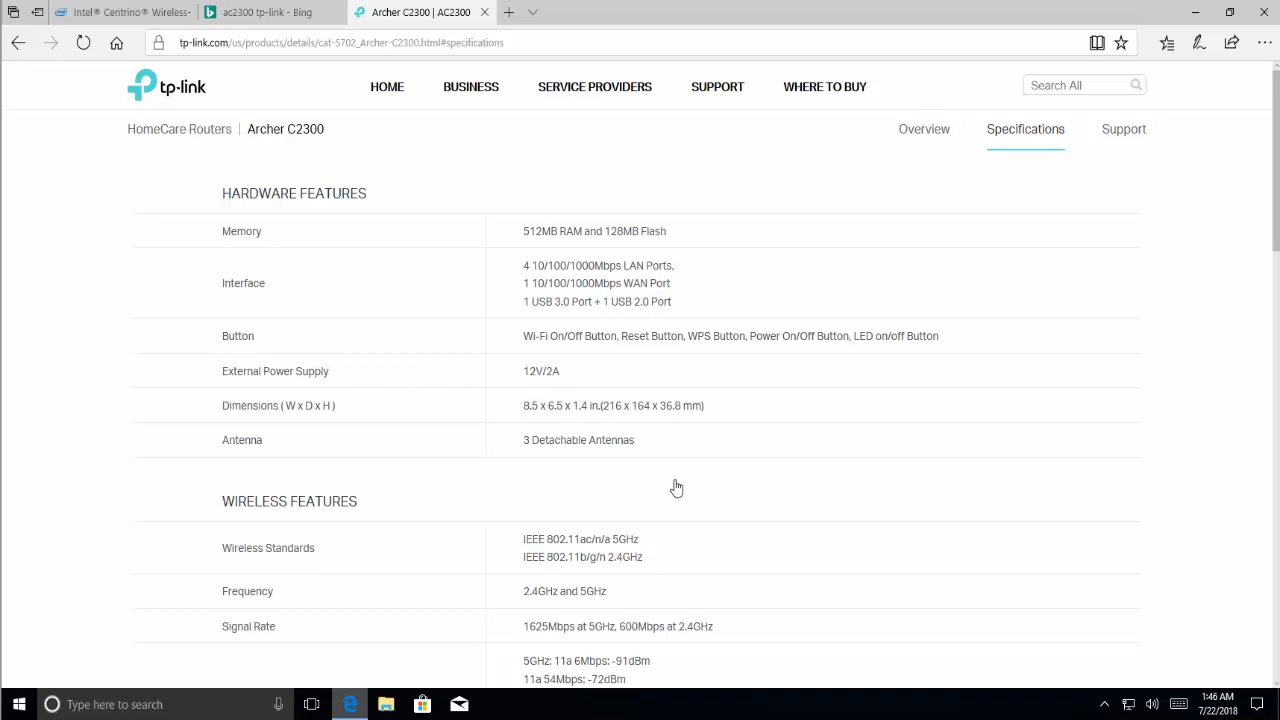 Intel® Centrino® Wireless-
ac2300 tp-link - Bing
Archer C2300 | AC2300
tp-link.com/us/products/details/cat-5702_Archer-C2300.html#specifications
tp-link
HOME
BUSINESS
SERVICE PROVIDERS
SUPPORT
WHERE TO BUY
Search All
HomeCare Routers | Archer C2300
Overview
Specifications
Support
HARDWARE FEATURES
Memory
512MB RAM and 128MB Flash
Interface
4 10/100/1000Mbps LAN Ports,
1 10/100/1000Mbps WAN Port
1 USB 3.0 Port + 1 USB 2.0 Port
Button
Wi-Fi On/Off Button, Reset Button, WPS Button, Power On/Off Button, LED on/off Button
External Power Supply
12V/2A
Dimensions ( W x D x H )
8.5 x 6.5 x 1.4 in.(216 x 164 x 36.8 mm)
Antenna
3 Detachable Antennas
WIRELESS FEATURES
Wireless Standards
IEEE 802.11ac/n/a 5GHz
IEEE 802.11b/g/n 2.4GHz
Frequency
2.4GHz and 5GHz
Signal Rate
1625Mbps at 5GHz, 600Mbps at 2.4GHz
5GHz: 11a 6Mbps: -91dBm
11a 54Mbps: -72dBm
Type here to search
1:46 AM
7/22/2018